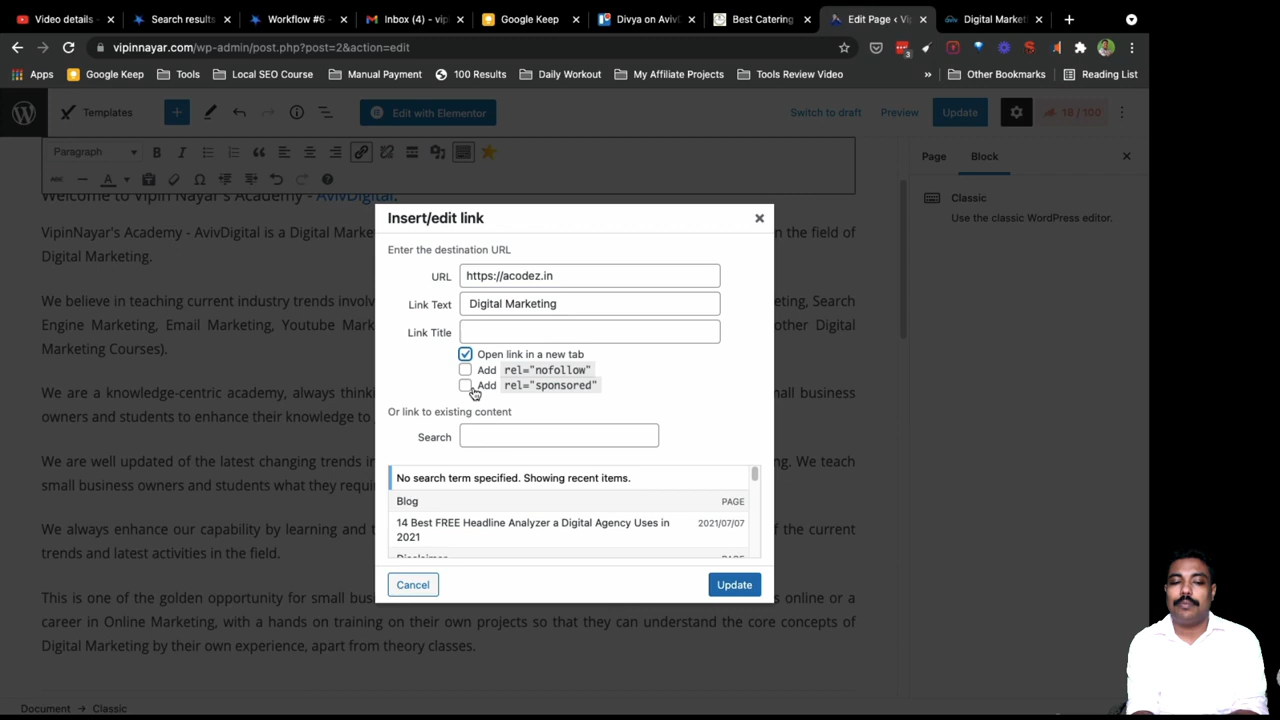 Video details
Search results
Workflow #6 -
Inbox (4) - vip
Google Keep
Divya on AvivD
Best Catering
Edit Page ‹ Vi
Digital Marketi
vipinnayar.com/wp-admin/post.php?post=2&action=edit
3
Apps
Google Keep
Tools
Local SEO Course
Manual Payment
100 Results
Daily Workout
My Affiliate Projects
Tools Review Video
»
Other Bookmarks
Reading List
Templates
Edit with Elementor
Switch to draft
Preview
Update
18 / 100
Paragraph
Page
Block
Welcome to Vipin Nayar's Academy - AvivDigital.
Classic
Use the classic WordPress editor.
Insert/edit link
VipinNayar's Academy - AvivDigital is a Digital Marke
n the field of
Digital Marketing.
Enter the destination URL
URL
https://acodez.in
We believe in teaching current industry trends involv
keting, Search
Link Text
Digital Marketing
Engine Marketing, Email Marketing, Youtube Mark
other Digital
Link Title
Marketing Courses).
Open link in a new tab
Add rel="nofollow"
Add rel="sponsored"
We are a knowledge-centric academy, always think
mall business
owners and students to enhance their knowledge to
Or link to existing content
Search
We are well updated of the latest changing trends in
ng. We teach
small business owners and students what they requi
No search term specified. Showing recent items.
Blog
PAGE
14 Best FREE Headline Analyzer a Digital Agency Uses in
2021
2021/07/07
We always enhance our capability by learning and t
of the current
trends and latest activities in the field.
Disclaimer
PAGE
Cancel
Update
This is one of the golden opportunity for small busi
s online or a
career in Online Marketing, with a hands on training on their own projects so that they can understand the core concepts of
Digital Marketing by their own experience, apart from theory classes.
Document → Classic